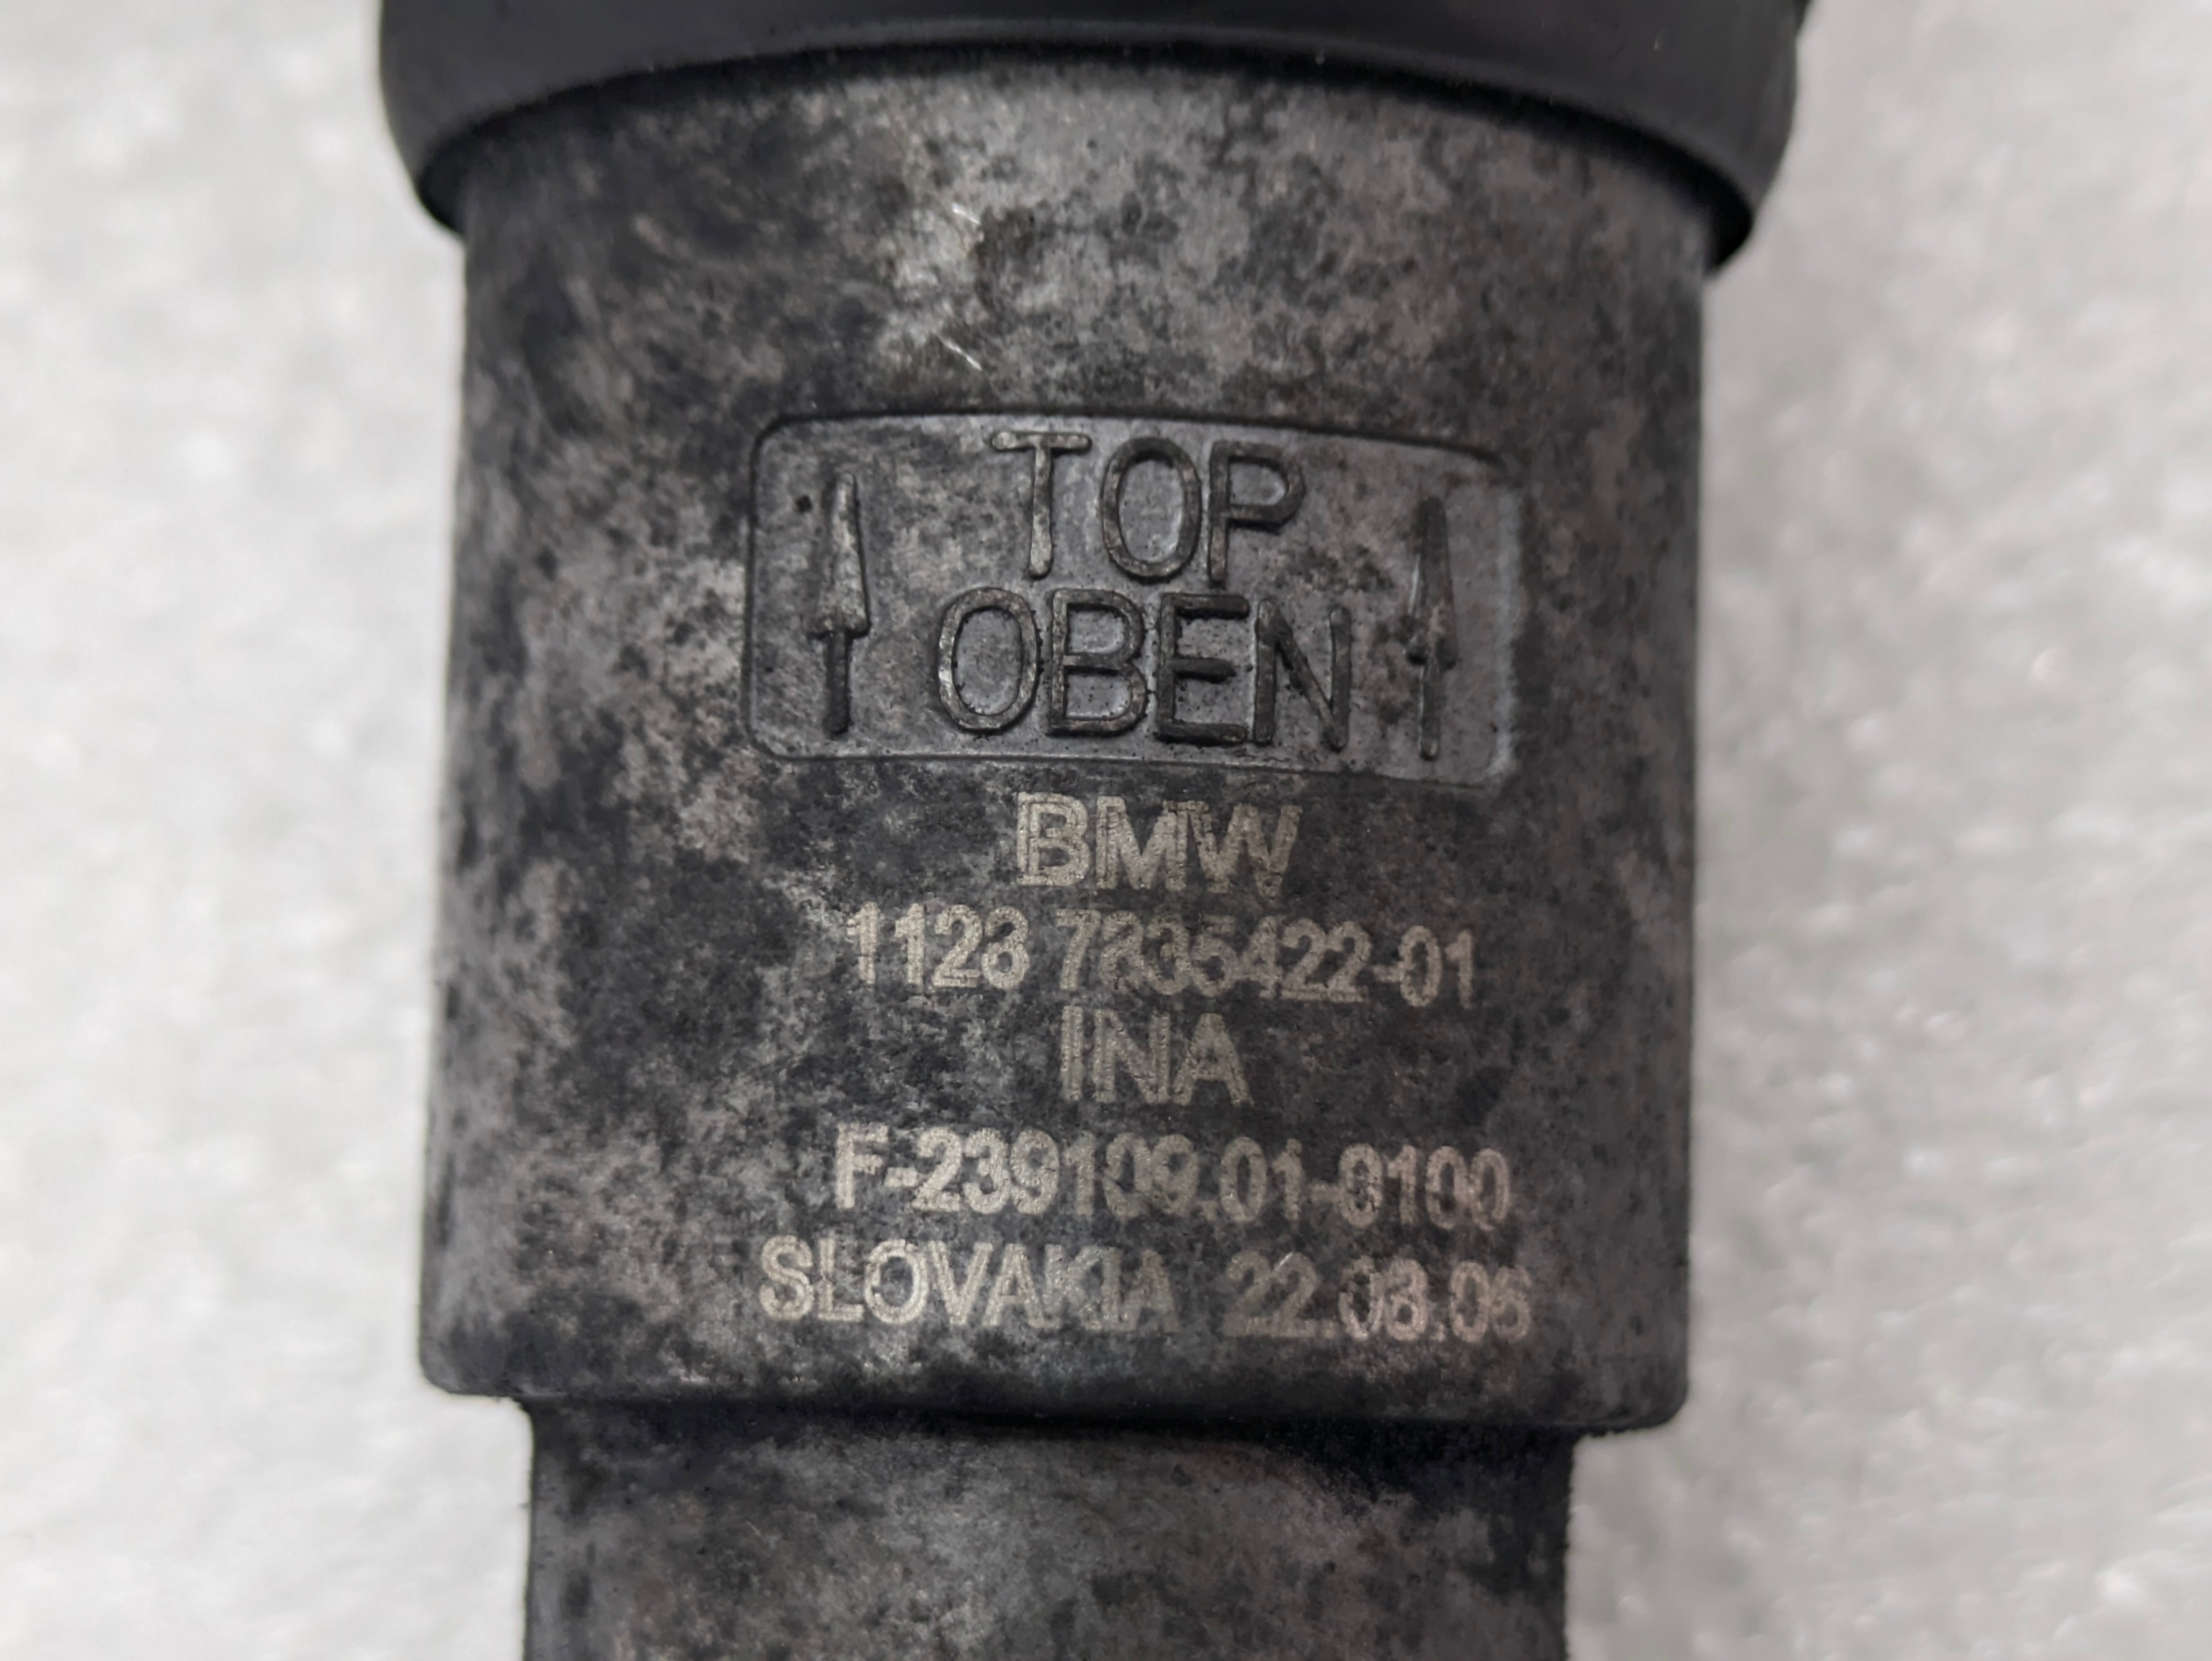 TOP
OBEN
BMW
1128 7835422-01
INA
F-239109.01-0100
SLOVAKIA 22.08.06